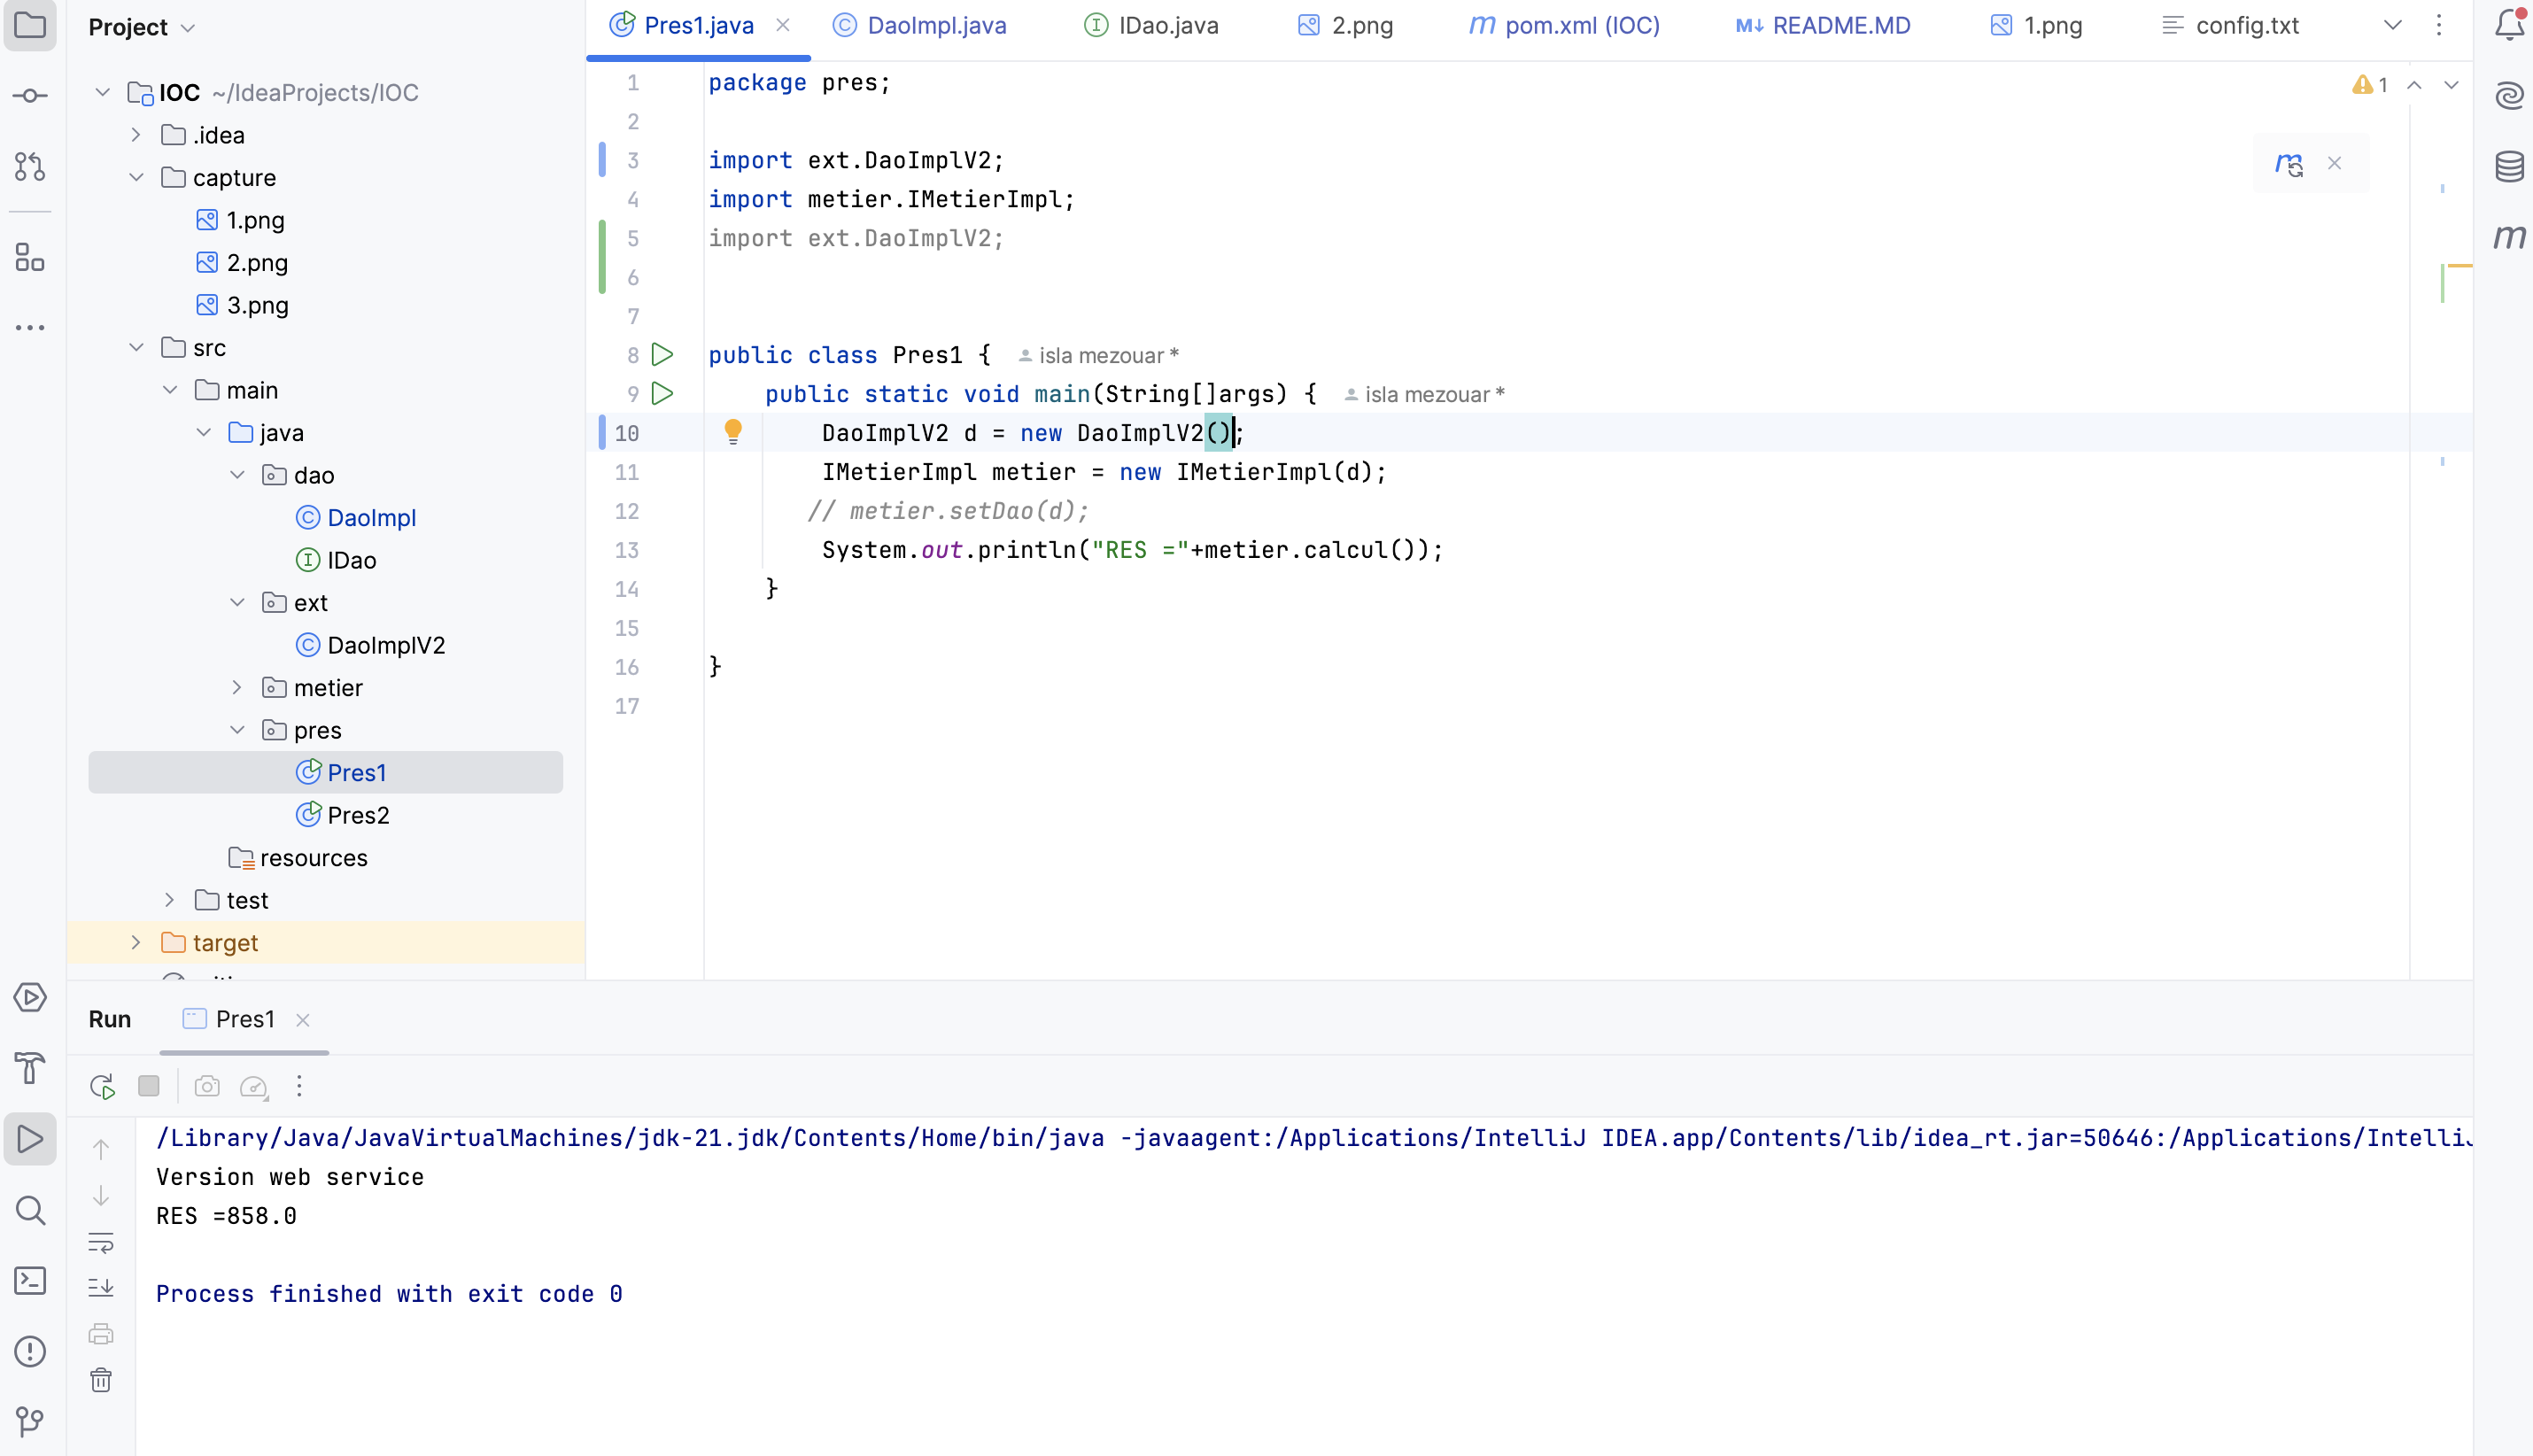 Project
Pres1.java
DaoImpl.java
IDao.java
2.png
pom.xml (IOC)
README.MD
1.png
config.txt
IOC ~/IdeaProjects/IOC
.idea
capture
1.png
2.png
3.png
src
main
java
dao
DaoImpl
IDao
ext
DaoImplV2
metier
pres
Pres1
Pres2
resources
test
target
1 package pres;
2
3 import ext.DaoImplV2;
4 import metier.IMetierImpl;
5 import ext.DaoImplV2;
6
7
8 public class Pres1 { isla mezouar *
9 public static void main(String[]args) { isla mezouar *
10 DaoImplV2 d = new DaoImplV2();
11 IMetierImpl metier = new IMetierImpl(d);
12 // metier.setDao(d);
13 System.out.println("RES ="+metier.calcul());
14 }
15
16 }
17
1
Run
Pres1
/Library/Java/JavaVirtualMachines/jdk-21.jdk/Contents/Home/bin/java -javaagent:/Applications/IntelliJ IDEA.app/Contents/lib/idea_rt.jar=50646:/Applications/IntelliJ
Version web service
RES =858.0
Process finished with exit code 0